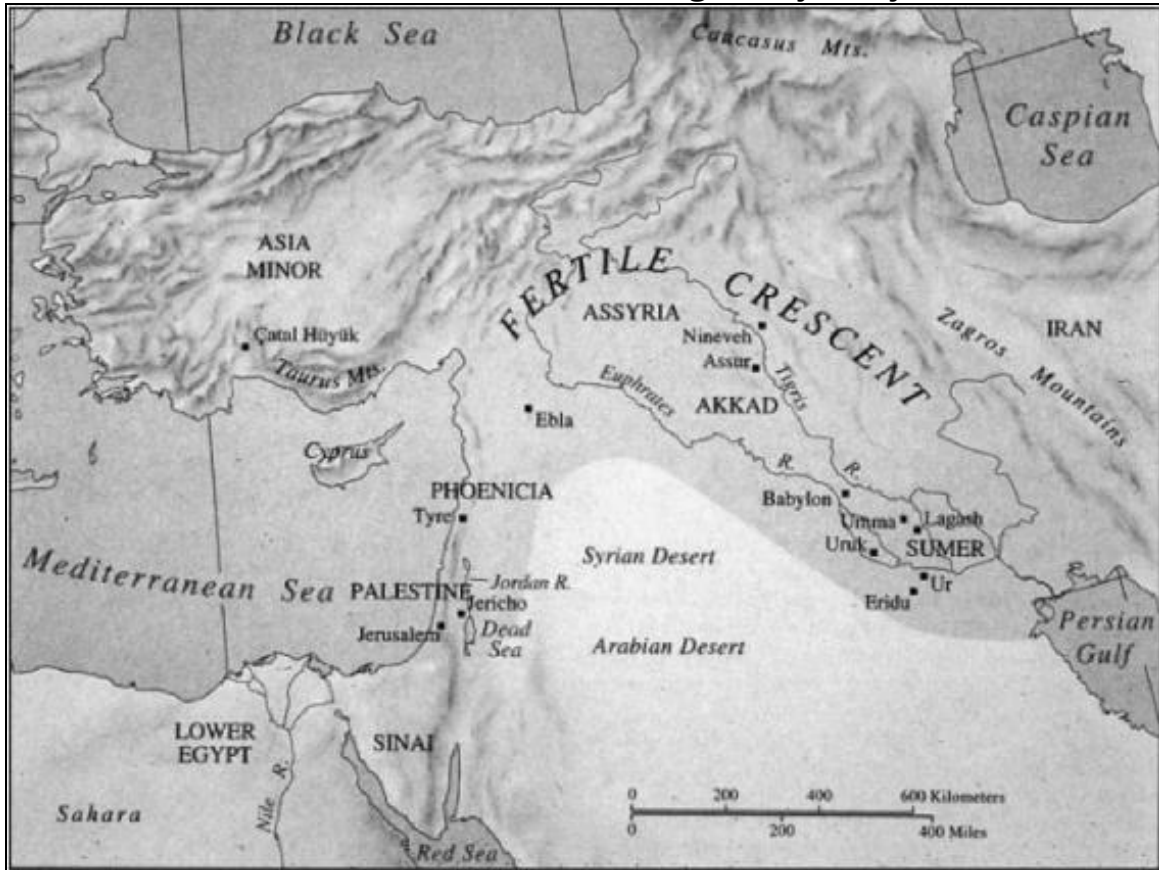 Black Sea
Caucasus Mts.
Caspian
Sea
ASIA
MINOR
FERTILE CRESCENT
ASSYRIA
Nineveh
Assur
Zagros Mountains
IRAN
Çatal Hüyük
Taurus Mts.
Euphrates R.
Tigris R.
AKKAD
Ebla
Cyprus
PHOENICIA
Tyre
Babylon
Umma
Lagash
Uruk
SUMER
Ur
Eridu
Syrian Desert
Mediterranean Sea
PALESTINE
Jordan R.
Jericho
Jerusalem
Dead
Sea
Arabian Desert
Persian
Gulf
LOWER
EGYPT
SINAI
Nile R.
Sahara
Red Sea
0 200 400 600 Kilometers
0 200 400 Miles